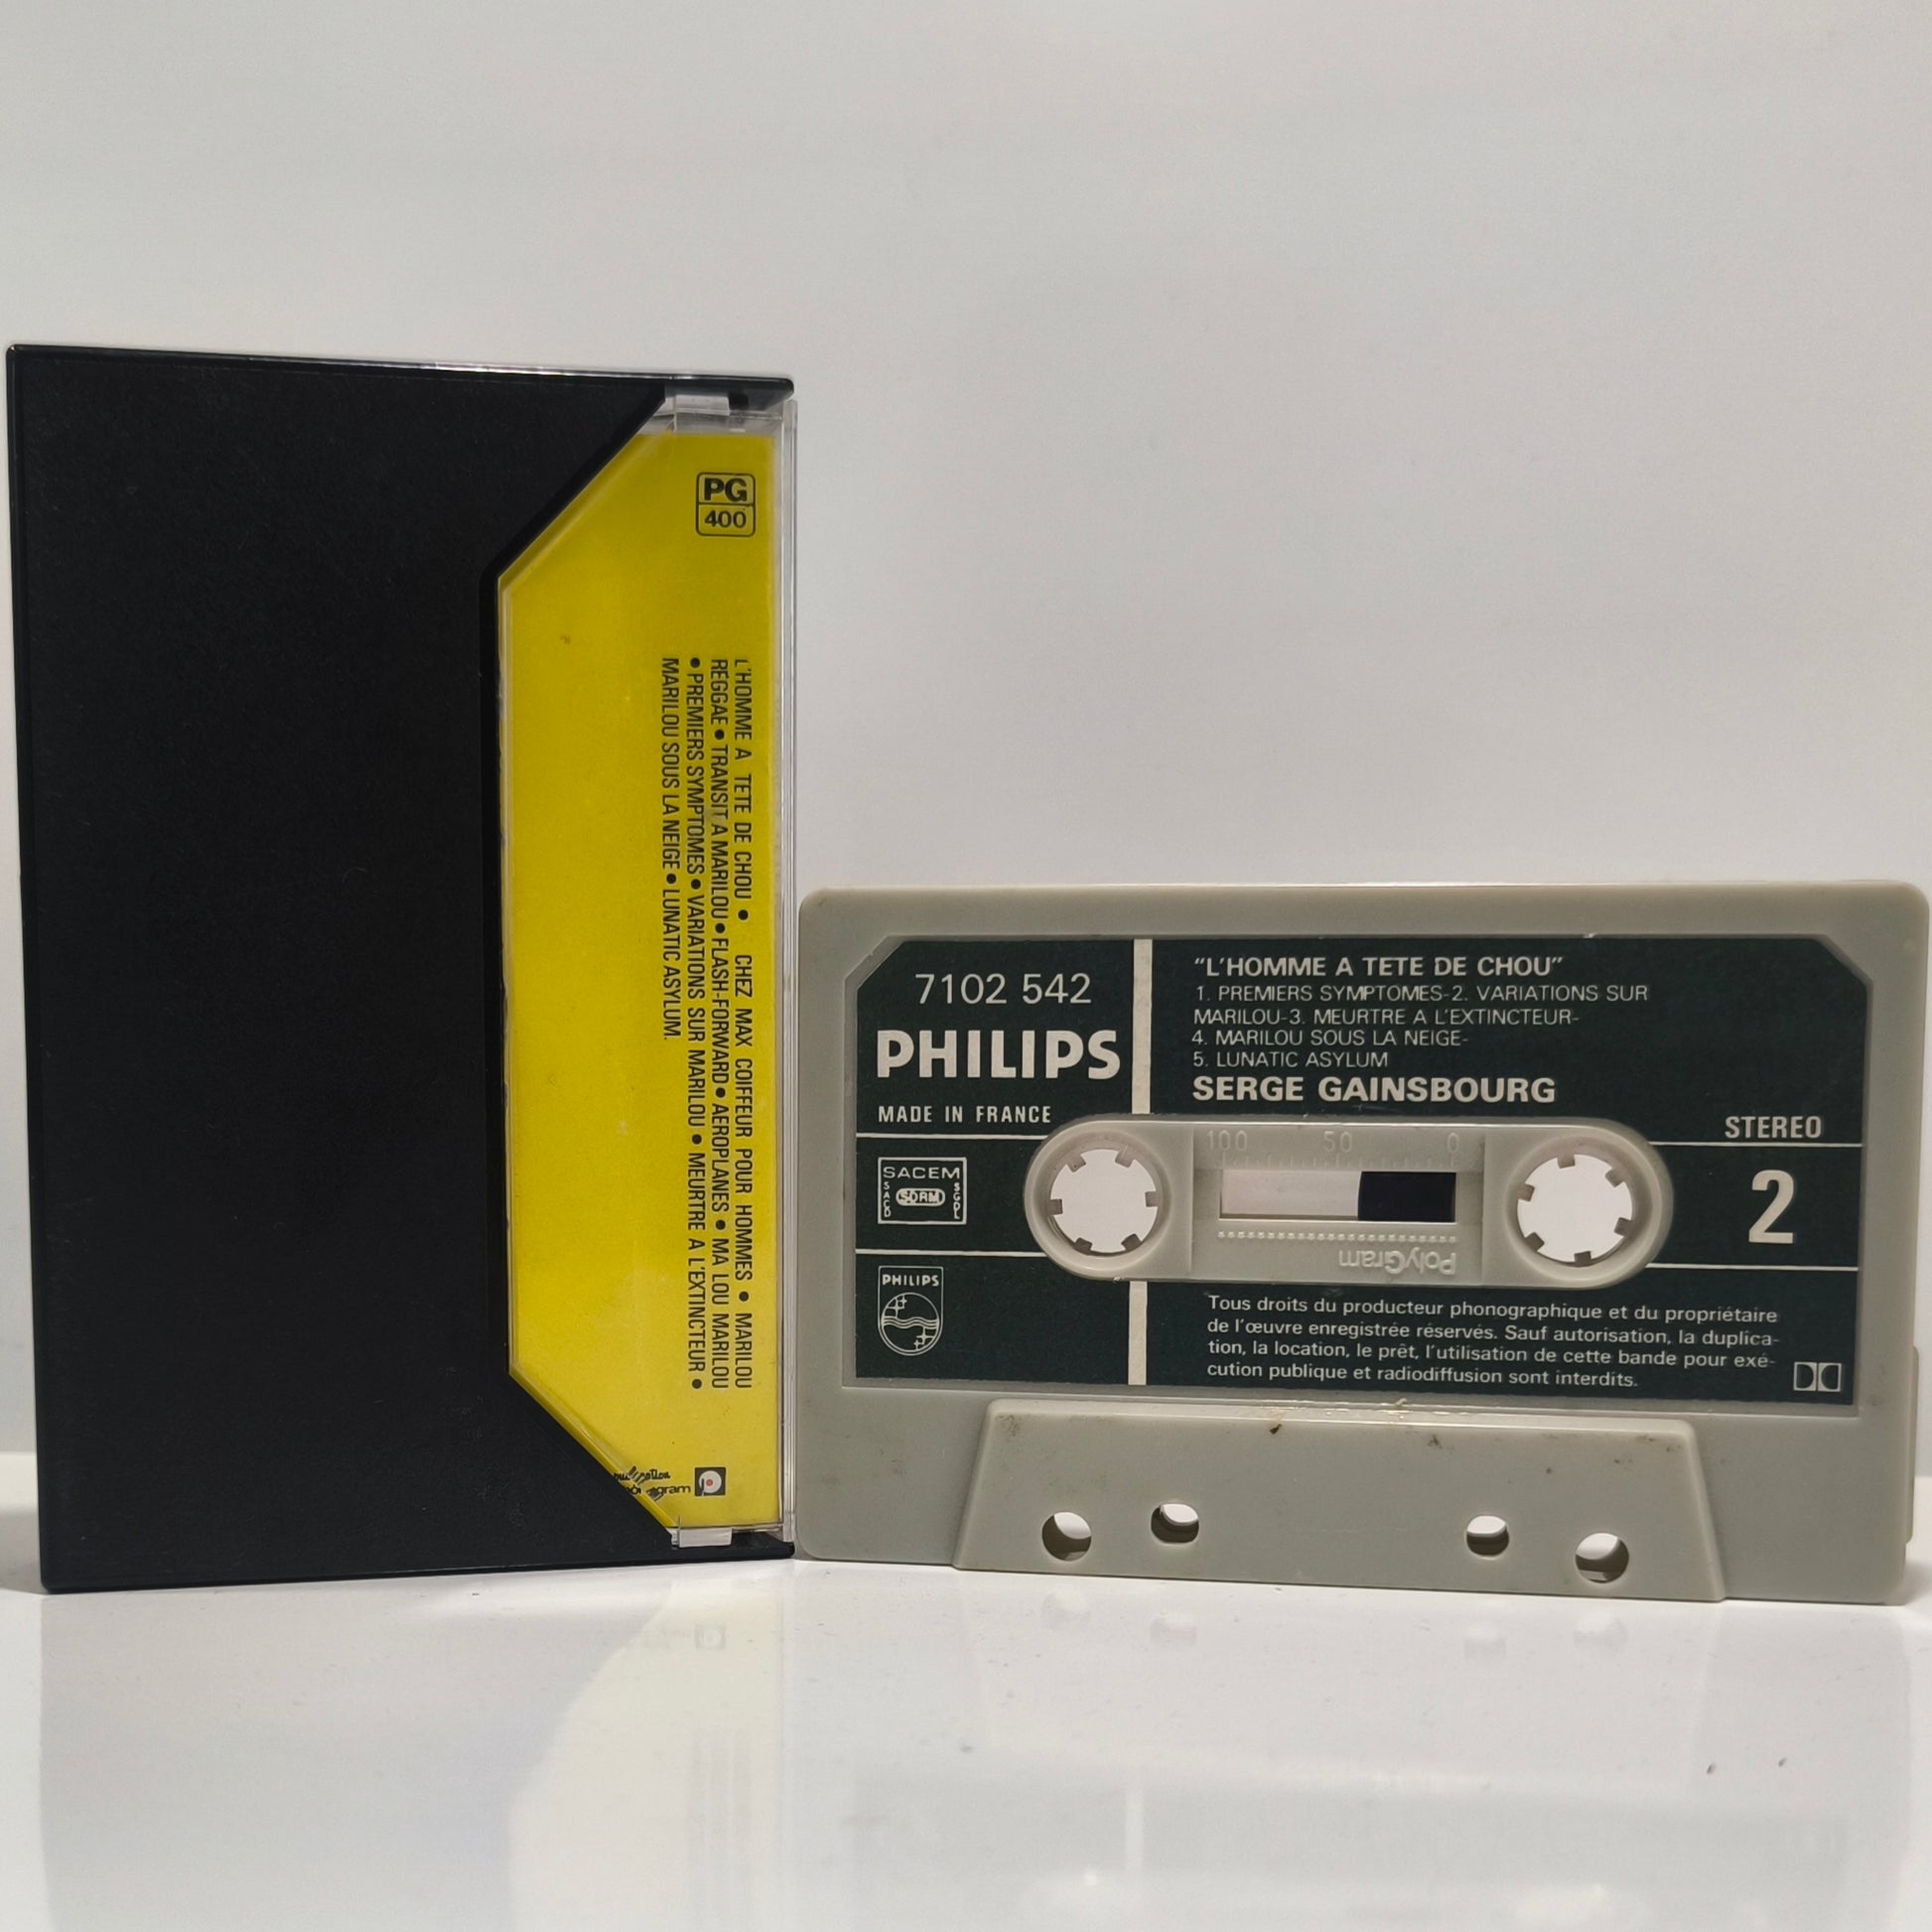 PG
400
L'HOMME A TETE DE CHOU • CHEZ MAX COIFFEUR POUR HOMMES • MARILOU
REGGAE • TRANSIT A MARILOU • FLASH-FORWARD • AEROPLANES • MA LOU MARILOU
• PREMIERS SYMPTOMES • VARIATIONS SUR MARILOU • MEURTRE A L'EXTINCTEUR •
MARILOU SOUS LA NEIGE • LUNATIC ASYLUM.
7102 542
PHILIPS
MADE IN FRANCE
"L'HOMME A TETE DE CHOU"
1. PREMIERS SYMPTOMES-2. VARIATIONS SUR
MARILOU-3. MEURTRE A L'EXTINCTEUR-
4. MARILOU SOUS LA NEIGE-
5. LUNATIC ASYLUM
SERGE GAINSBOURG
STEREO
2
100 50 0
PolyGram
SACEM
SACD SDRM SGDL
PHILIPS
Tous droits du producteur phonographique et du propriétaire
de l'œuvre enregistrée réservés. Sauf autorisation, la duplica-
tion, la location, le prêt, l'utilisation de cette bande pour exé-
cution publique et radiodiffusion sont interdits.